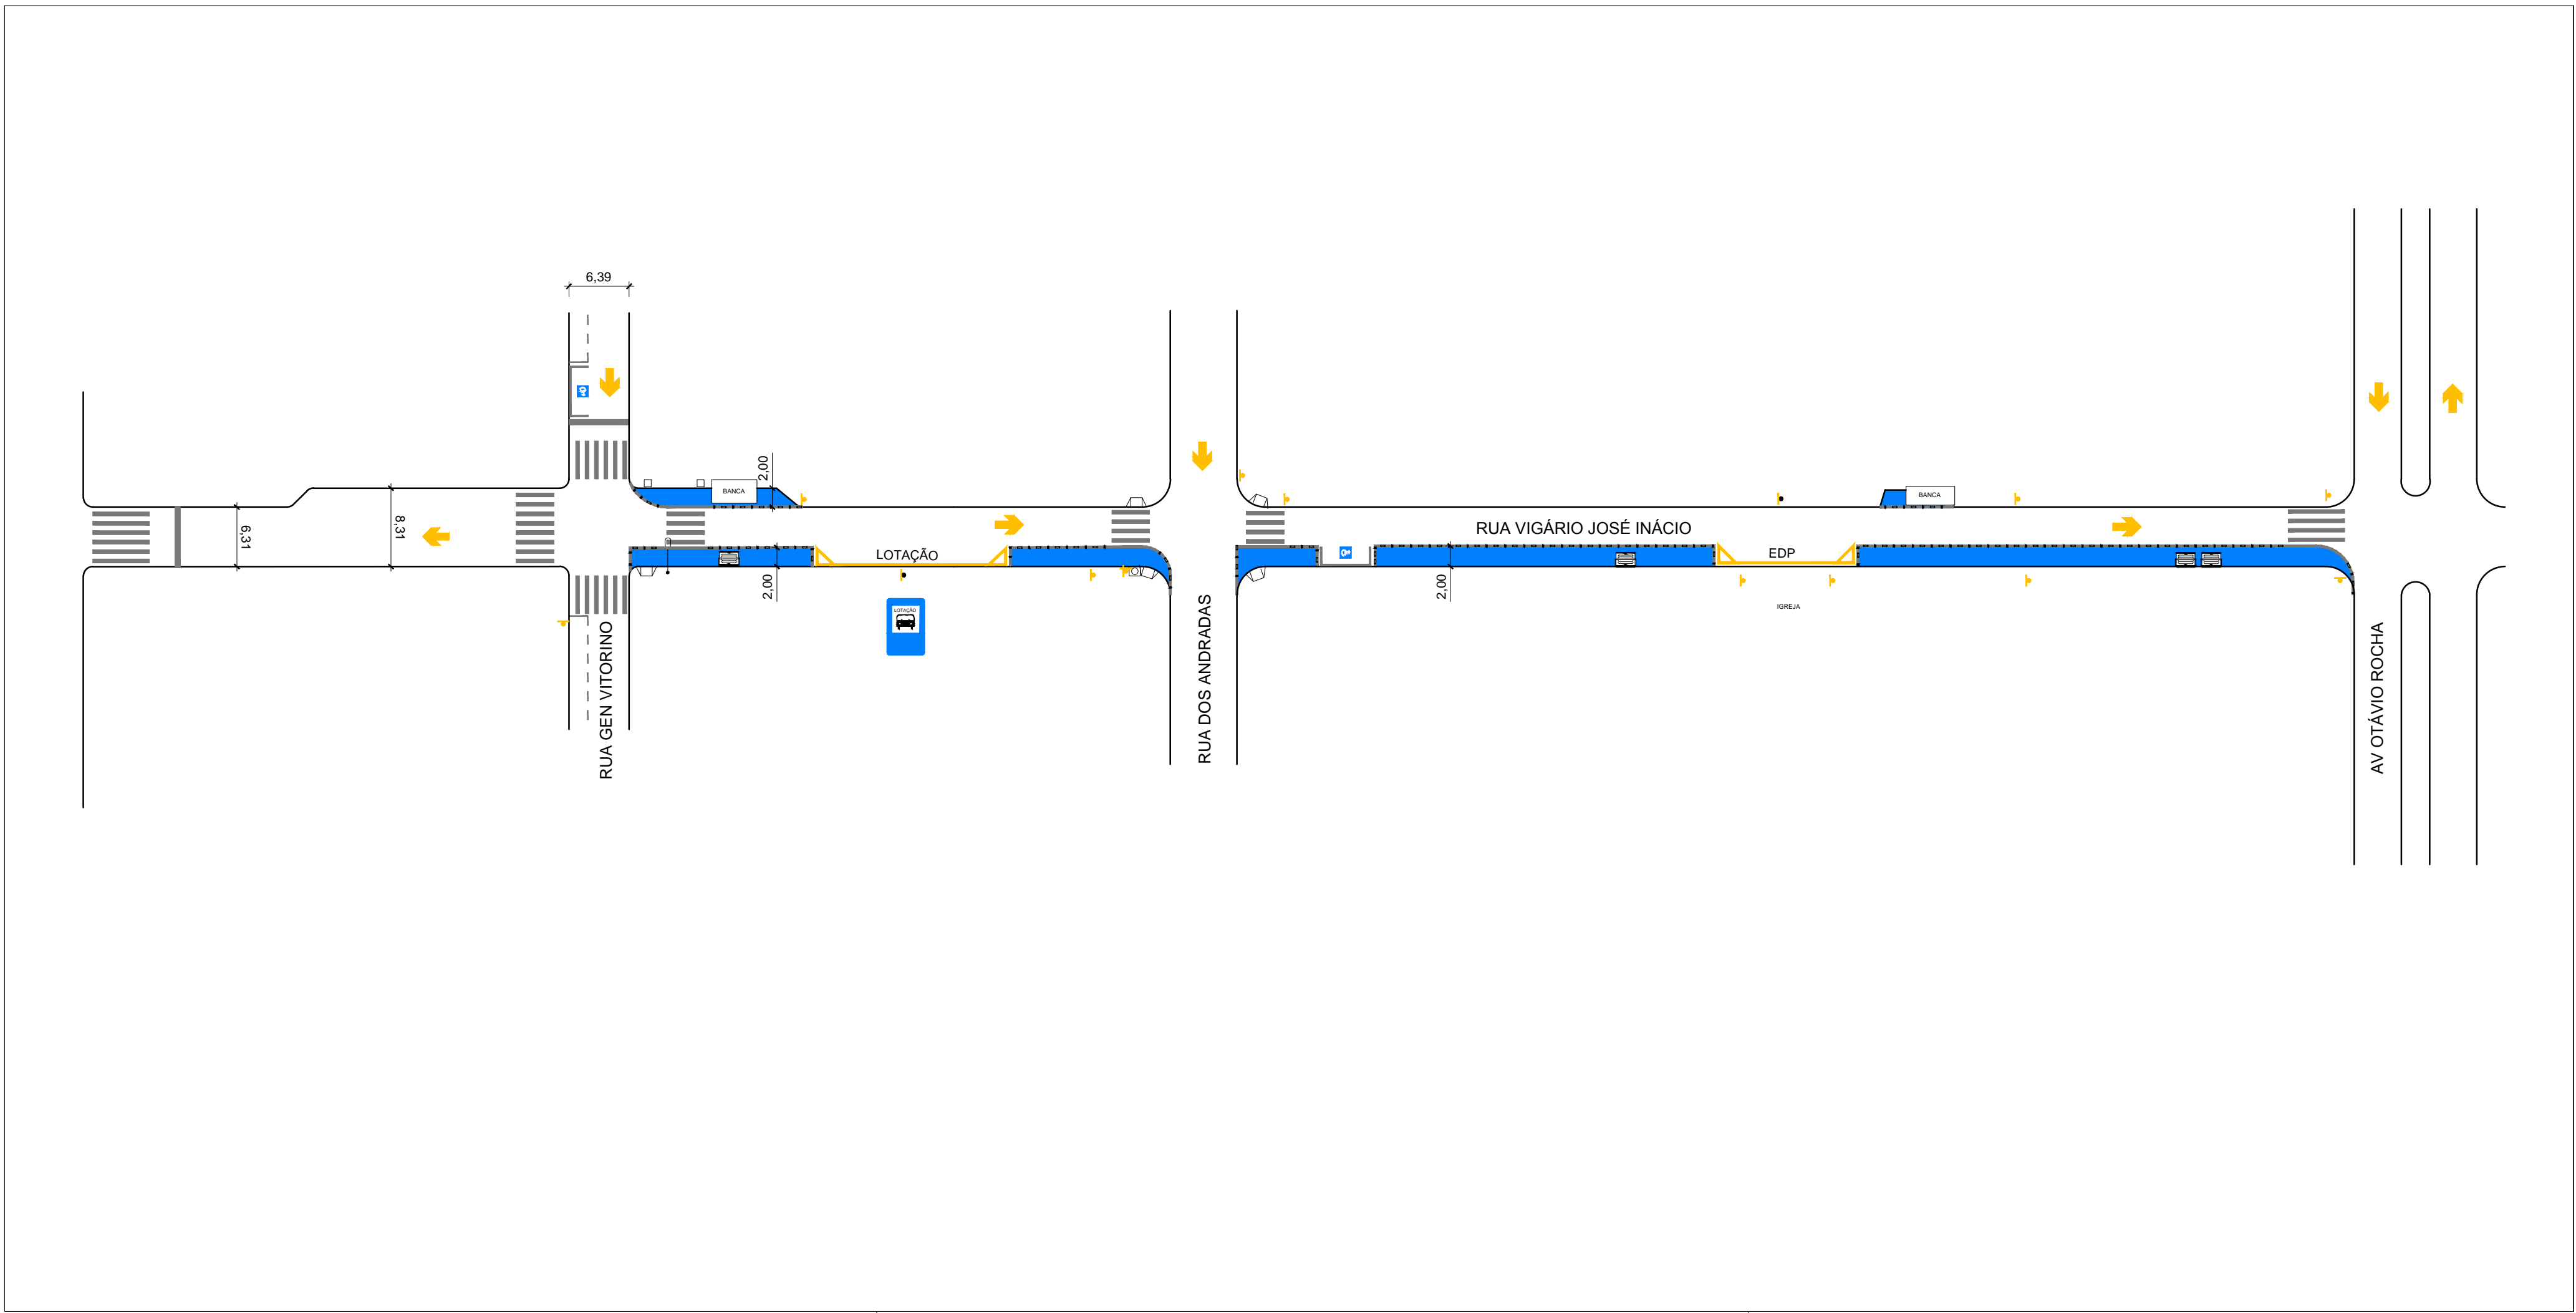 6,39
2,00
BANCA
BANCA
6,31
8,31
RUA VIGÁRIO JOSÉ INÁCIO
LOTAÇÃO
EDP
2,00
2,00
LOTAÇÃO
IGREJA
RUA GEN VITORINO
RUA DOS ANDRADAS
AV OTÁVIO ROCHA